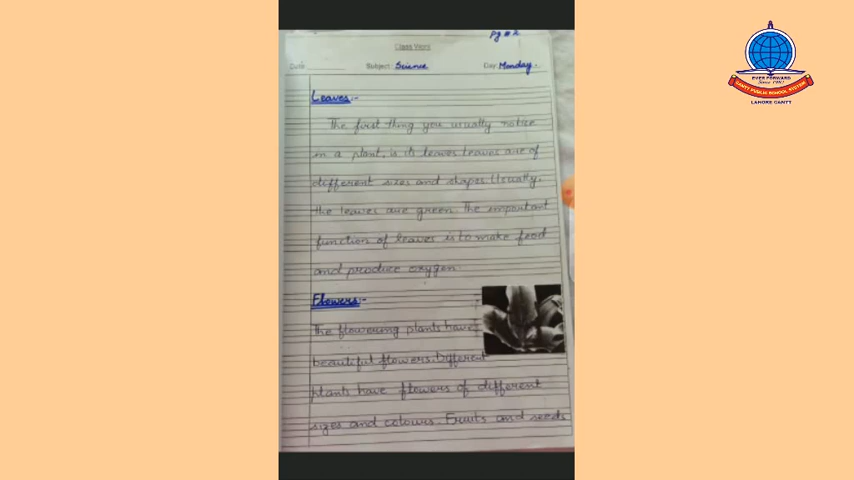 Pg # 2
Class Work
Date
Subject: Science
Day Monday.
Leaves:-
The first thing you usually notice
in a plant, is its leaves. Leaves are of
different sizes and shapes. Usually,
the leaves are green. The important
function of leaves is to make food
and produce oxygen.
Flowers:-
The flowering plants have
beautiful flowers. Different
plants have flowers of different
sizes and colours. Fruits and seeds
EVER FORWARD
Since 1982
CANTT PUBLIC SCHOOL SYSTEM
LAHORE CANTT